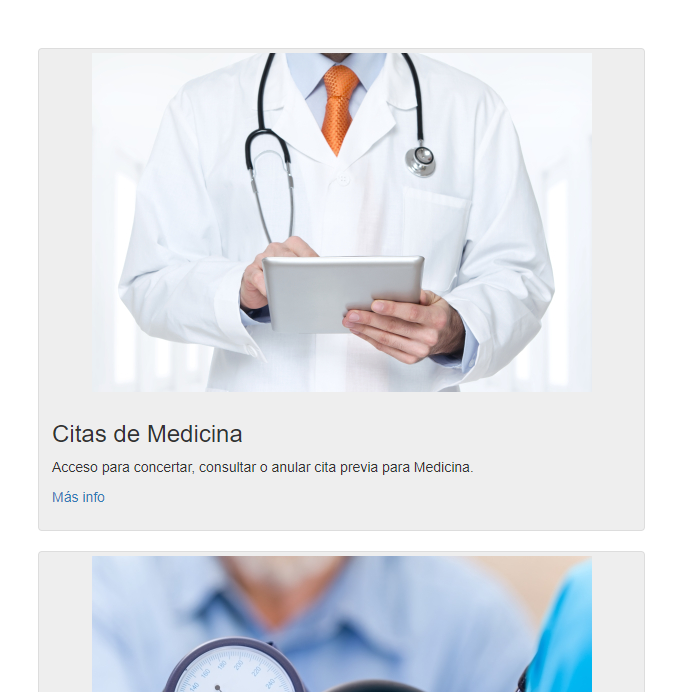 Citas de Medicina
Acceso para concertar, consultar o anular cita previa para Medicina.
Más info